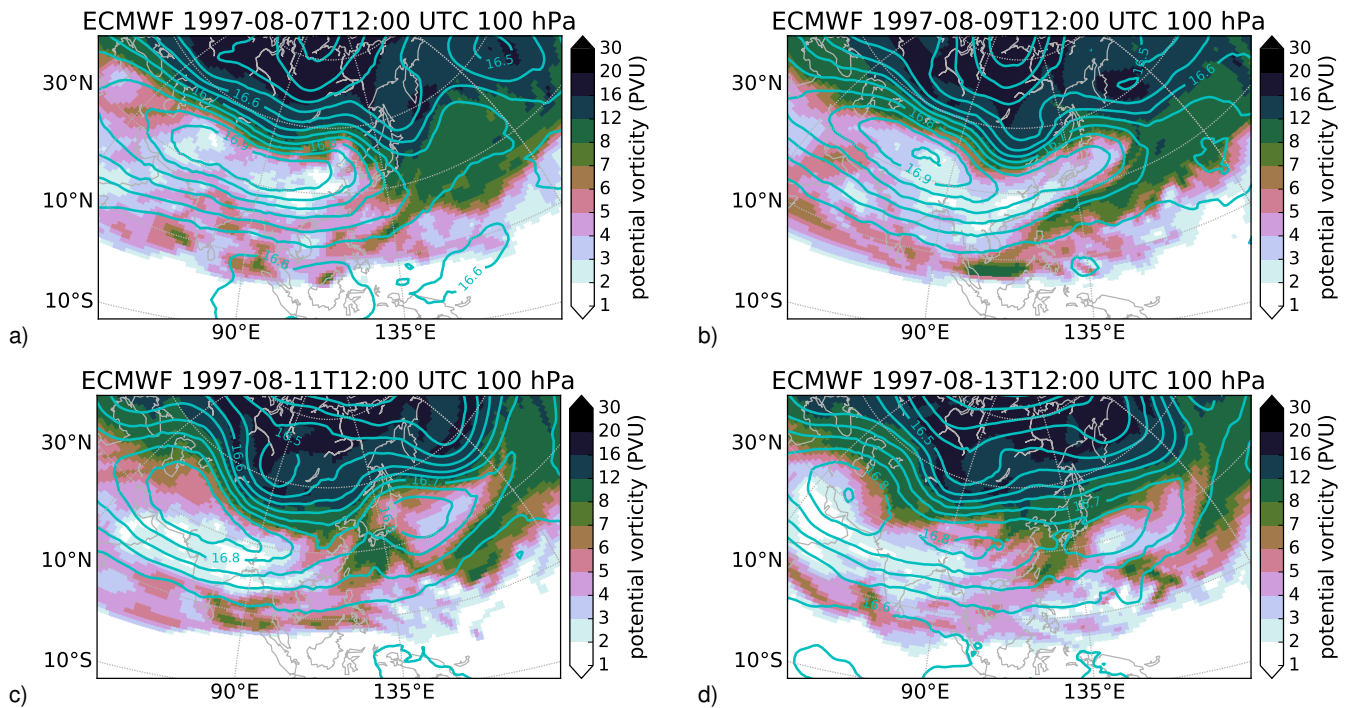 ECMWF 1997-08-07T12:00 UTC 100 hPa
30°N
10°N
10°S
90°E
135°E
16.5
16.6
16.6
16.6
30
20
16
12
8
7
6
5
4
3
2
1
potential vorticity (PVU)
a)
ECMWF 1997-08-09T12:00 UTC 100 hPa
30°N
10°N
10°S
90°E
135°E
16.5
16.6
16.9
30
20
16
12
8
7
6
5
4
3
2
1
potential vorticity (PVU)
b)
ECMWF 1997-08-11T12:00 UTC 100 hPa
30°N
10°N
10°S
90°E
135°E
16.5
16.6
16.7
16.8
30
20
16
12
8
7
6
5
4
3
2
1
potential vorticity (PVU)
c)
ECMWF 1997-08-13T12:00 UTC 100 hPa
30°N
10°N
10°S
90°E
135°E
16.5
16.8
16.6
30
20
16
12
8
7
6
5
4
3
2
1
potential vorticity (PVU)
d)